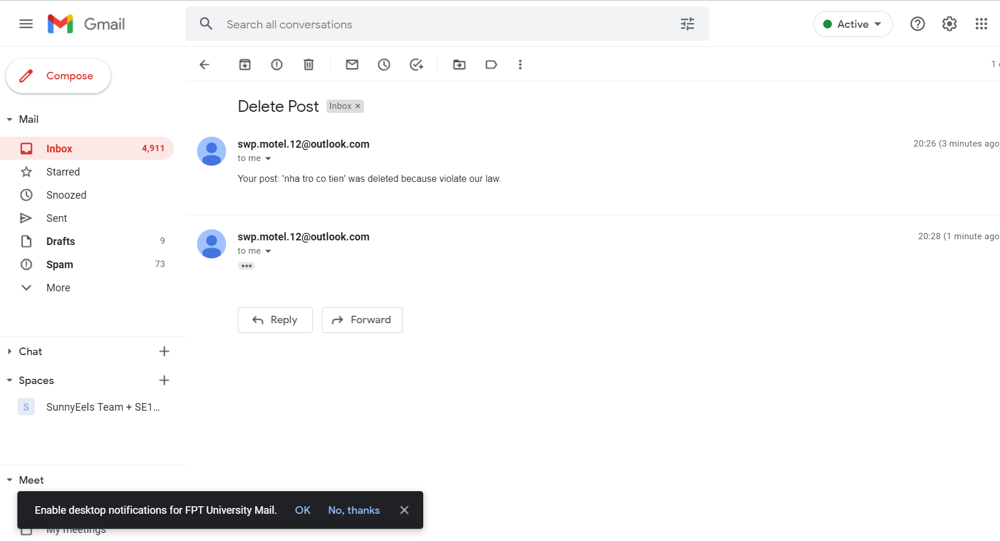 Gmail
Search all conversations
Active
Compose
1
Mail
Delete Post
Inbox ×
swp.motel.12@outlook.com
20:26 (3 minutes ago
to me
Inbox
4,911
Starred
Your post: 'nha tro co tien' was deleted because violate our law.
Snoozed
Sent
swp.motel.12@outlook.com
20:28 (1 minute ago
Drafts
9
to me
Spam
73
More
Reply
Forward
Chat
Spaces
S
SunnyEels Team + SE1...
Meet
Enable desktop notifications for FPT University Mail.
OK
No, thanks
My meetings